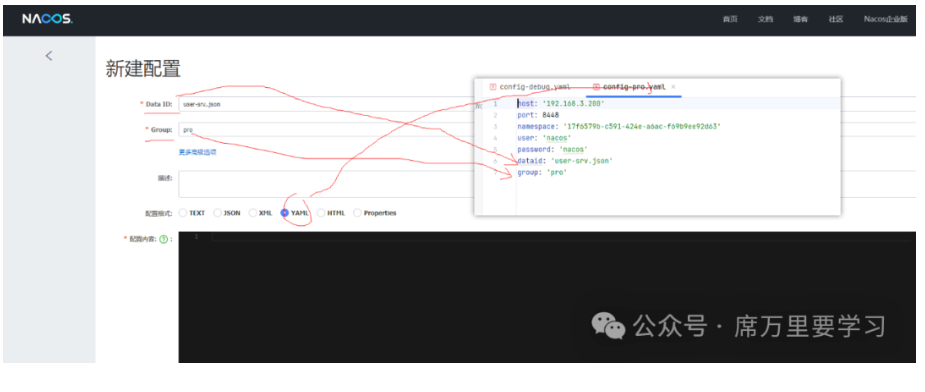 NACOS.
首页 文档 博客 社区 Nacos企业版
新建配置
* Data ID: user-srv.json
* Group: pro
更多高级选项
描述:
配置格式: TEXT JSON XML YAML HTML Properties
* 配置内容: ? :
1
config-debug.yaml config-pro.yaml ×
1 host: '192.168.3.200'
2 port: 8448
3 namespace: '17f6579b-c591-424e-a6ac-f69b9ee92d63'
4 user: 'nacos'
5 password: 'nacos'
6 dataid: 'user-srv.json'
7 group: 'pro'
公众号 · 席万里要学习